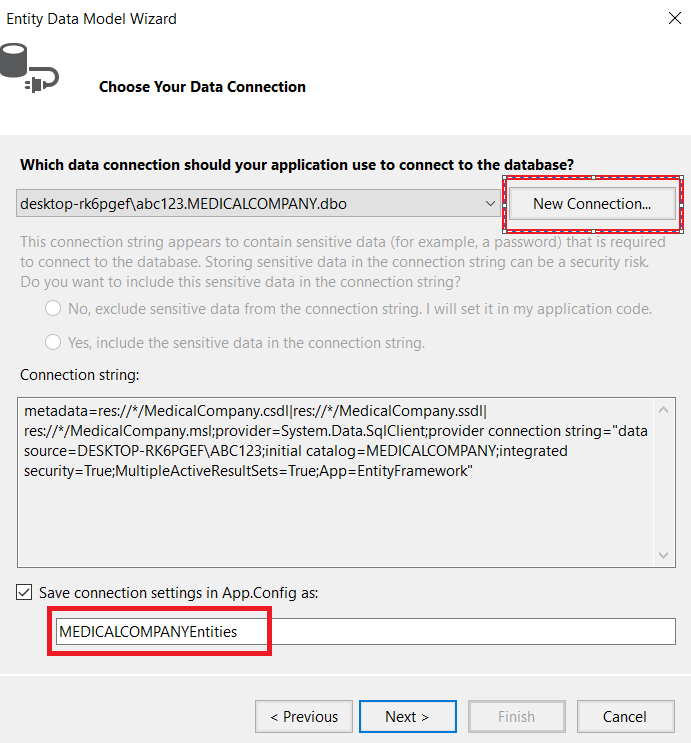 Entity Data Model Wizard
Choose Your Data Connection
Which data connection should your application use to connect to the database?
desktop-rk6pgef\abc123.MEDICALCOMPANY.dbo
New Connection...
This connection string appears to contain sensitive data (for example, a password) that is required
to connect to the database. Storing sensitive data in the connection string can be a security risk.
Do you want to include this sensitive data in the connection string?
No, exclude sensitive data from the connection string. I will set it in my application code.
Yes, include the sensitive data in the connection string.
Connection string:
metadata=res://*/MedicalCompany.csdl|res://*/MedicalCompany.ssdl|
res://*/MedicalCompany.msl;provider=System.Data.SqlClient;provider connection string="data
source=DESKTOP-RK6PGEF\ABC123;initial catalog=MEDICALCOMPANY;integrated
security=True;MultipleActiveResultSets=True;App=EntityFramework"
Save connection settings in App.Config as:
MEDICALCOMPANYEntities
< Previous
Next >
Finish
Cancel